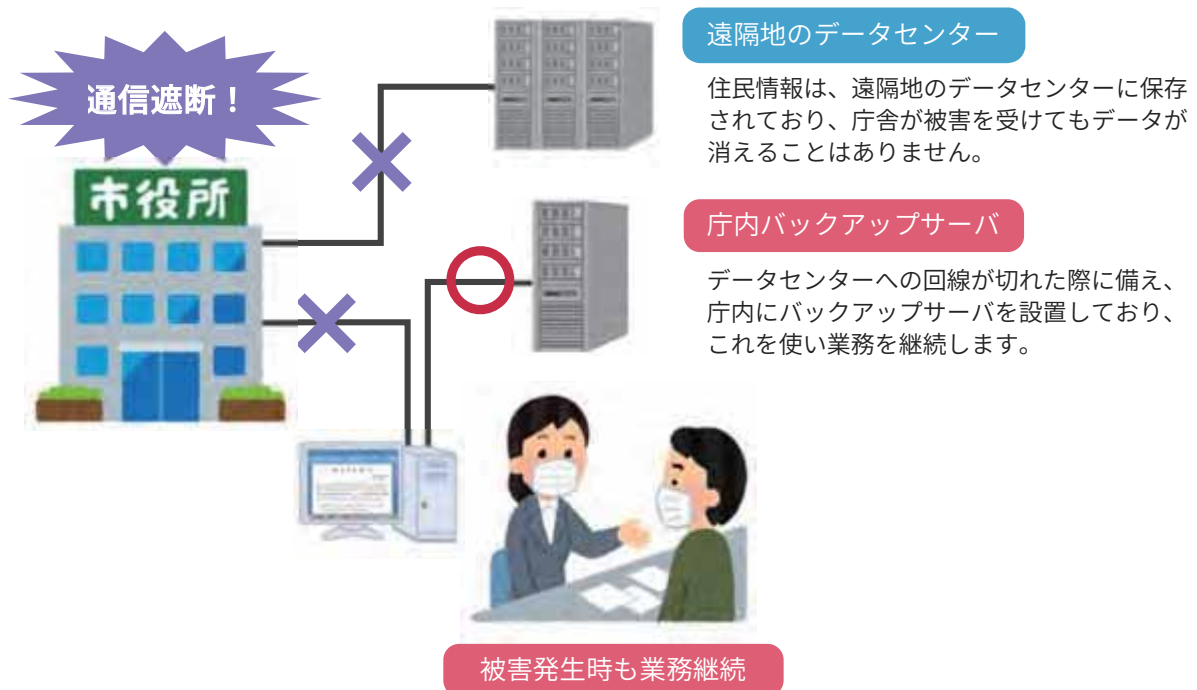 通信遮断！
市役所
遠隔地のデータセンター
住民情報は、遠隔地のデータセンターに保存
されており、庁舎が被害を受けてもデータが
消えることはありません。
庁内バックアップサーバ
データセンターへの回線が切れた際に備え、
庁内にバックアップサーバを設置しており、
これを使い業務を継続します。
被害発生時も業務継続